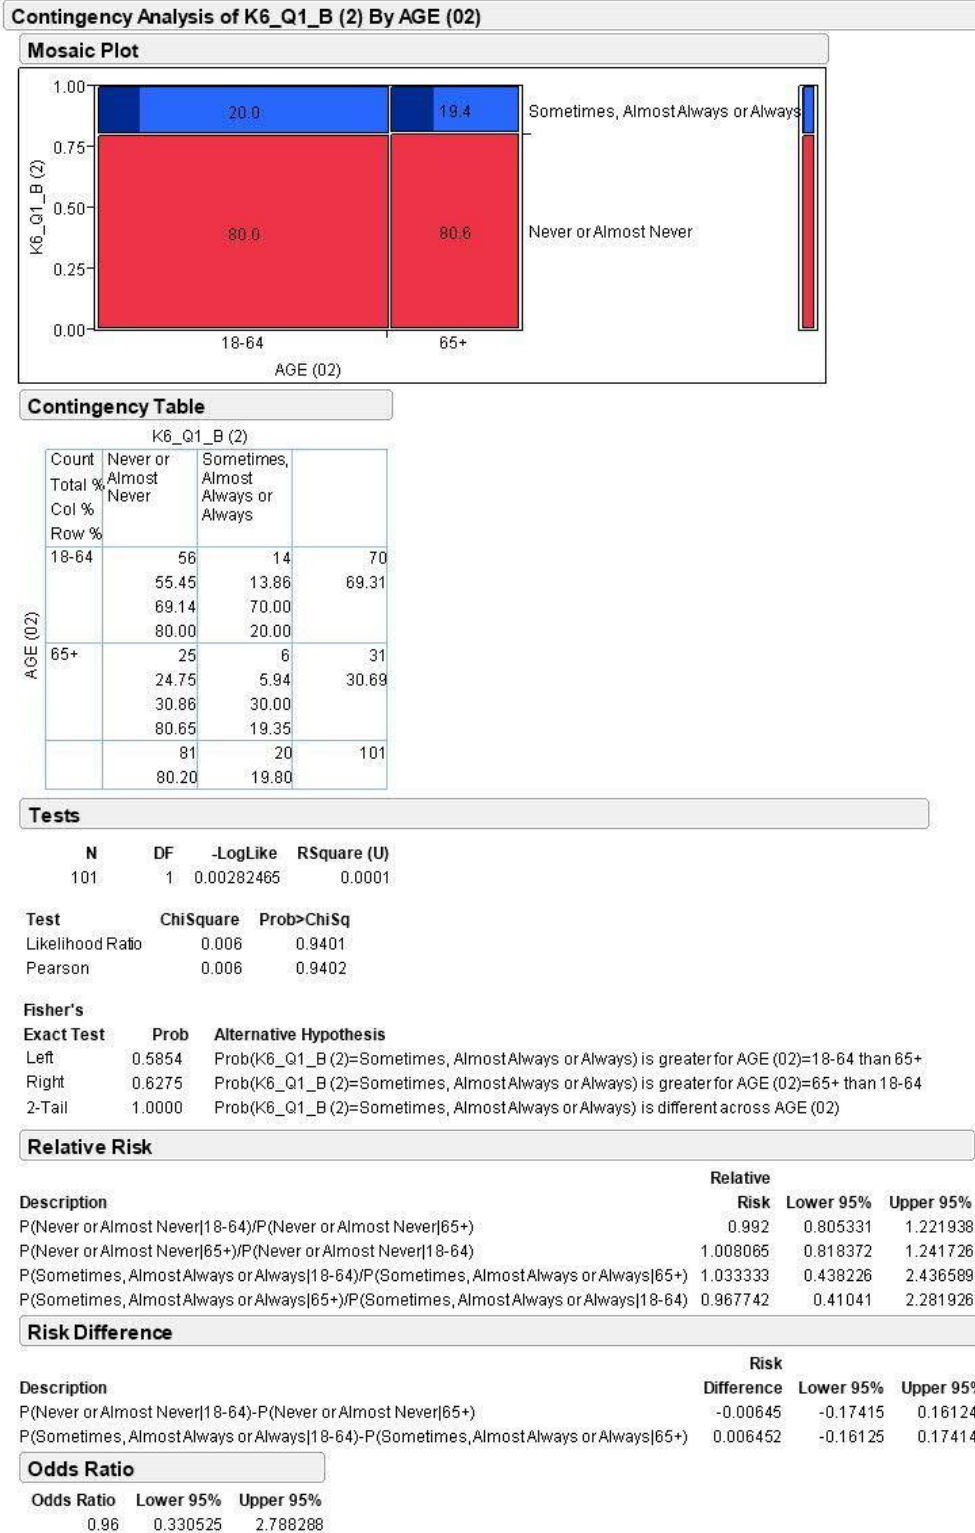 Contingency Analysis of K6_Q1_B (2) By AGE (02)
Mosaic Plot
1.00
0.75
0.50
0.25
0.00
K6_Q1_B (2)
20.0
19.4
80.0
80.6
Sometimes, Almost Always or Always
Never or Almost Never
18-64
65+
AGE (02)
Contingency Table
K6_Q1_B (2)
AGE (02)
Count Never or Sometimes,
Total % Almost Almost
Col % Never Always or
Row % Always
18-64 56 14 70
55.45 13.86 69.31
69.14 70.00
80.00 20.00
65+ 25 6 31
24.75 5.94 30.69
30.86 30.00
80.65 19.35
81 20 101
80.20 19.80
Tests
N DF -LogLike RSquare (U)
101 1 0.00282465 0.0001
Test ChiSquare Prob>ChiSq
Likelihood Ratio 0.006 0.9401
Pearson 0.006 0.9402
Fisher's
Exact Test Prob Alternative Hypothesis
Left 0.5854 Prob(K6_Q1_B (2)=Sometimes, Almost Always or Always) is greater for AGE (02)=18-64 than 65+
Right 0.6275 Prob(K6_Q1_B (2)=Sometimes, Almost Always or Always) is greater for AGE (02)=65+ than 18-64
2-Tail 1.0000 Prob(K6_Q1_B (2)=Sometimes, Almost Always or Always) is different across AGE (02)
Relative Risk
Relative
Description Risk Lower 95% Upper 95%
P(Never or Almost Never|18-64)/P(Never or Almost Never|65+) 0.992 0.805331 1.221938
P(Never or Almost Never|65+)/P(Never or Almost Never|18-64) 1.008065 0.818372 1.241726
P(Sometimes, Almost Always or Always|18-64)/P(Sometimes, Almost Always or Always|65+) 1.033333 0.438226 2.436589
P(Sometimes, Almost Always or Always|65+)/P(Sometimes, Almost Always or Always|18-64) 0.967742 0.41041 2.281926
Risk Difference
Risk
Description Difference Lower 95% Upper 95%
P(Never or Almost Never|18-64)-P(Never or Almost Never|65+) -0.00645 -0.17415 0.16124
P(Sometimes, Almost Always or Always|18-64)-P(Sometimes, Almost Always or Always|65+) 0.006452 -0.16125 0.17414
Odds Ratio
Odds Ratio Lower 95% Upper 95%
0.96 0.330525 2.788288